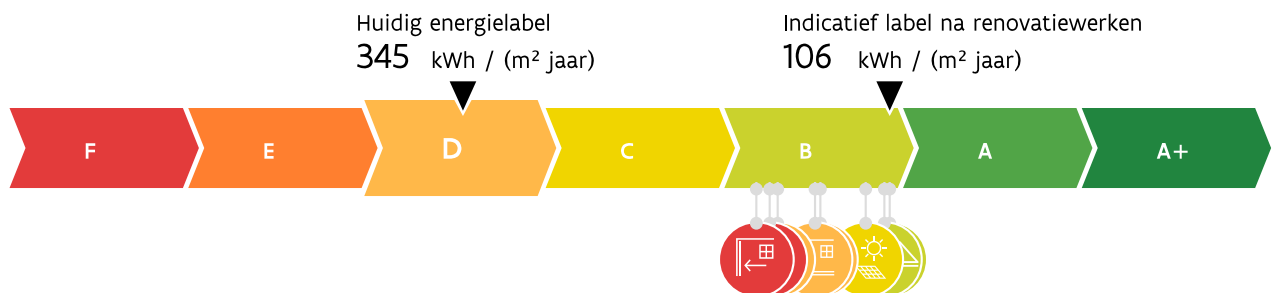 Huidig energielabel
345 kWh / (m² jaar)
Indicatief label na renovatiewerken
106 kWh / (m² jaar)
F
E
D
C
B
A
A+